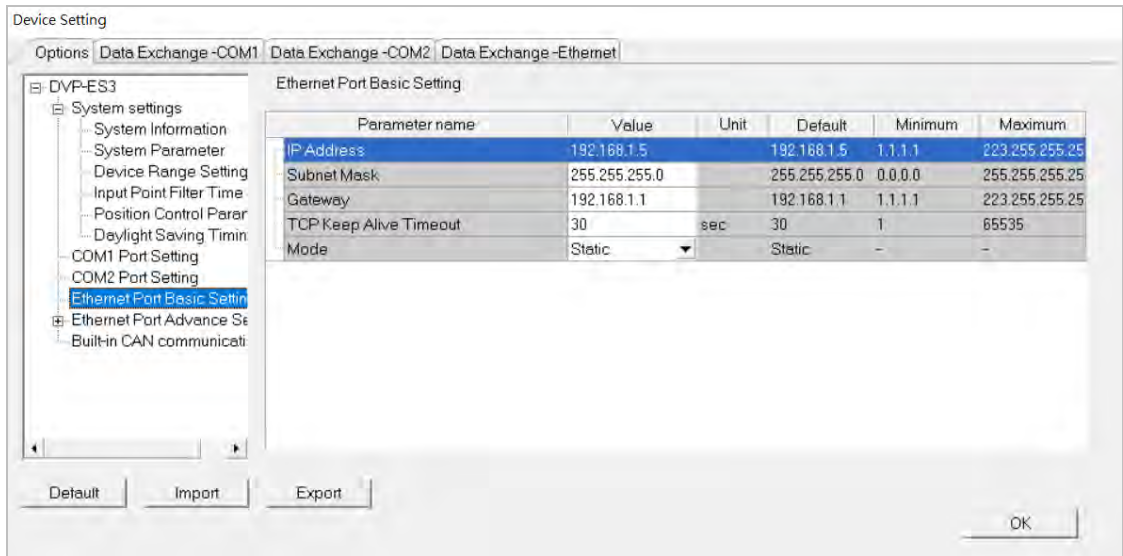 Device Setting
Options Data Exchange -COM1 Data Exchange -COM2 Data Exchange -Ethernet
DVP-ES3
System settings
System Information
System Parameter
Device Range Setting
Input Point Filter Time
Position Control Parar
Daylight Saving Timin
COM1 Port Setting
COM2 Port Setting
Ethernet Port Basic Settin
Ethernet Port Advance Se
Built-in CAN communicati
Ethernet Port Basic Setting
Parameter name Value Unit Default Minimum Maximum
IP Address 192.168.1.5 192.168.1.5 1.1.1.1 223.255.255.25
Subnet Mask 255.255.255.0 255.255.255.0 0.0.0.0 255.255.255.25
Gateway 192.168.1.1 192.168.1.1 1.1.1.1 223.255.255.25
TCP Keep Alive Timeout 30 sec 30 1 65535
Mode Static Static - -
Default Import Export
OK